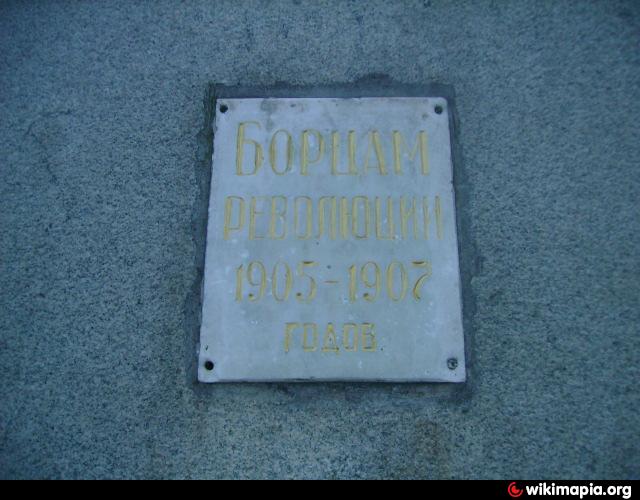 БОРЦАМ
РЕВОЛЮЦИИ
1905-1907
ГОДОВ
wikimapia.org